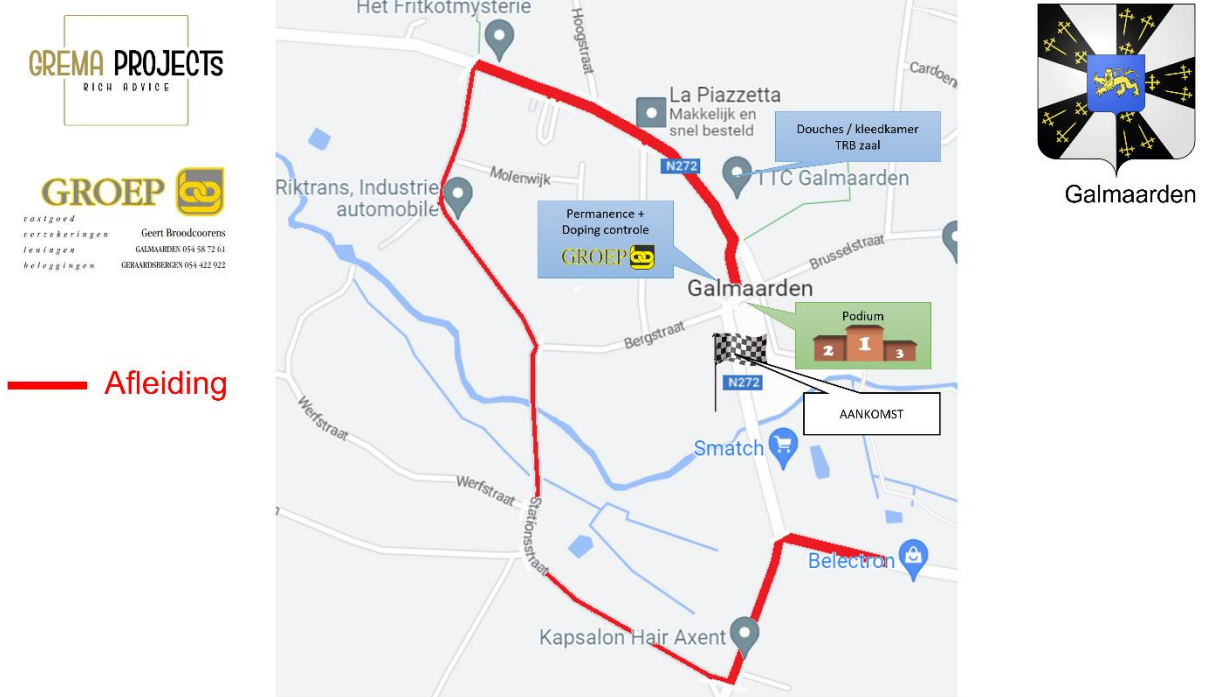 GREMA PROJECTS
RICH ADVICE
GROEP
vastgoed
verzekeringen
leningen
beleggingen
Geert Broodcoorens
GALMAARDEN 054 58 72 61
GERAARDSBERGEN 054 422 922
Afleiding
Het Fritkotmysterie
Hoogstraat
Cardoen
La Piazzetta
Makkelijk en
snel besteld
Douches / kleedkamer
TRB zaal
N272
TTC Galmaarden
Molenwijk
Riktrans, Industrie
automobile
Permanence +
Doping controle
GROEP
Brusselstraat
Galmaarden
Podium
2 1 3
Bergstraat
N272
AANKOMST
Werfstraat
Smatch
Werfstraat
Stationsstraat
Belectron
Kapsalon Hair Axent
Galmaarden